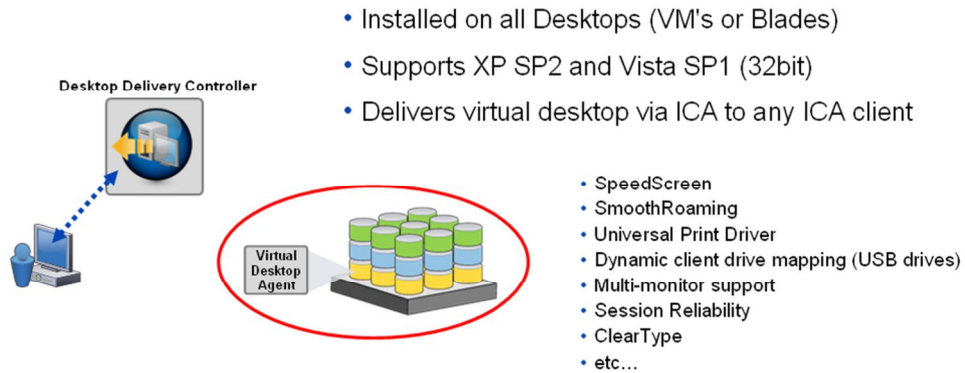 • Installed on all Desktops (VM's or Blades)
• Supports XP SP2 and Vista SP1 (32bit)
• Delivers virtual desktop via ICA to any ICA client
Desktop Delivery Controller
Virtual
Desktop
Agent
• SpeedScreen
• SmoothRoaming
• Universal Print Driver
• Dynamic client drive mapping (USB drives)
• Multi-monitor support
• Session Reliability
• ClearType
• etc…